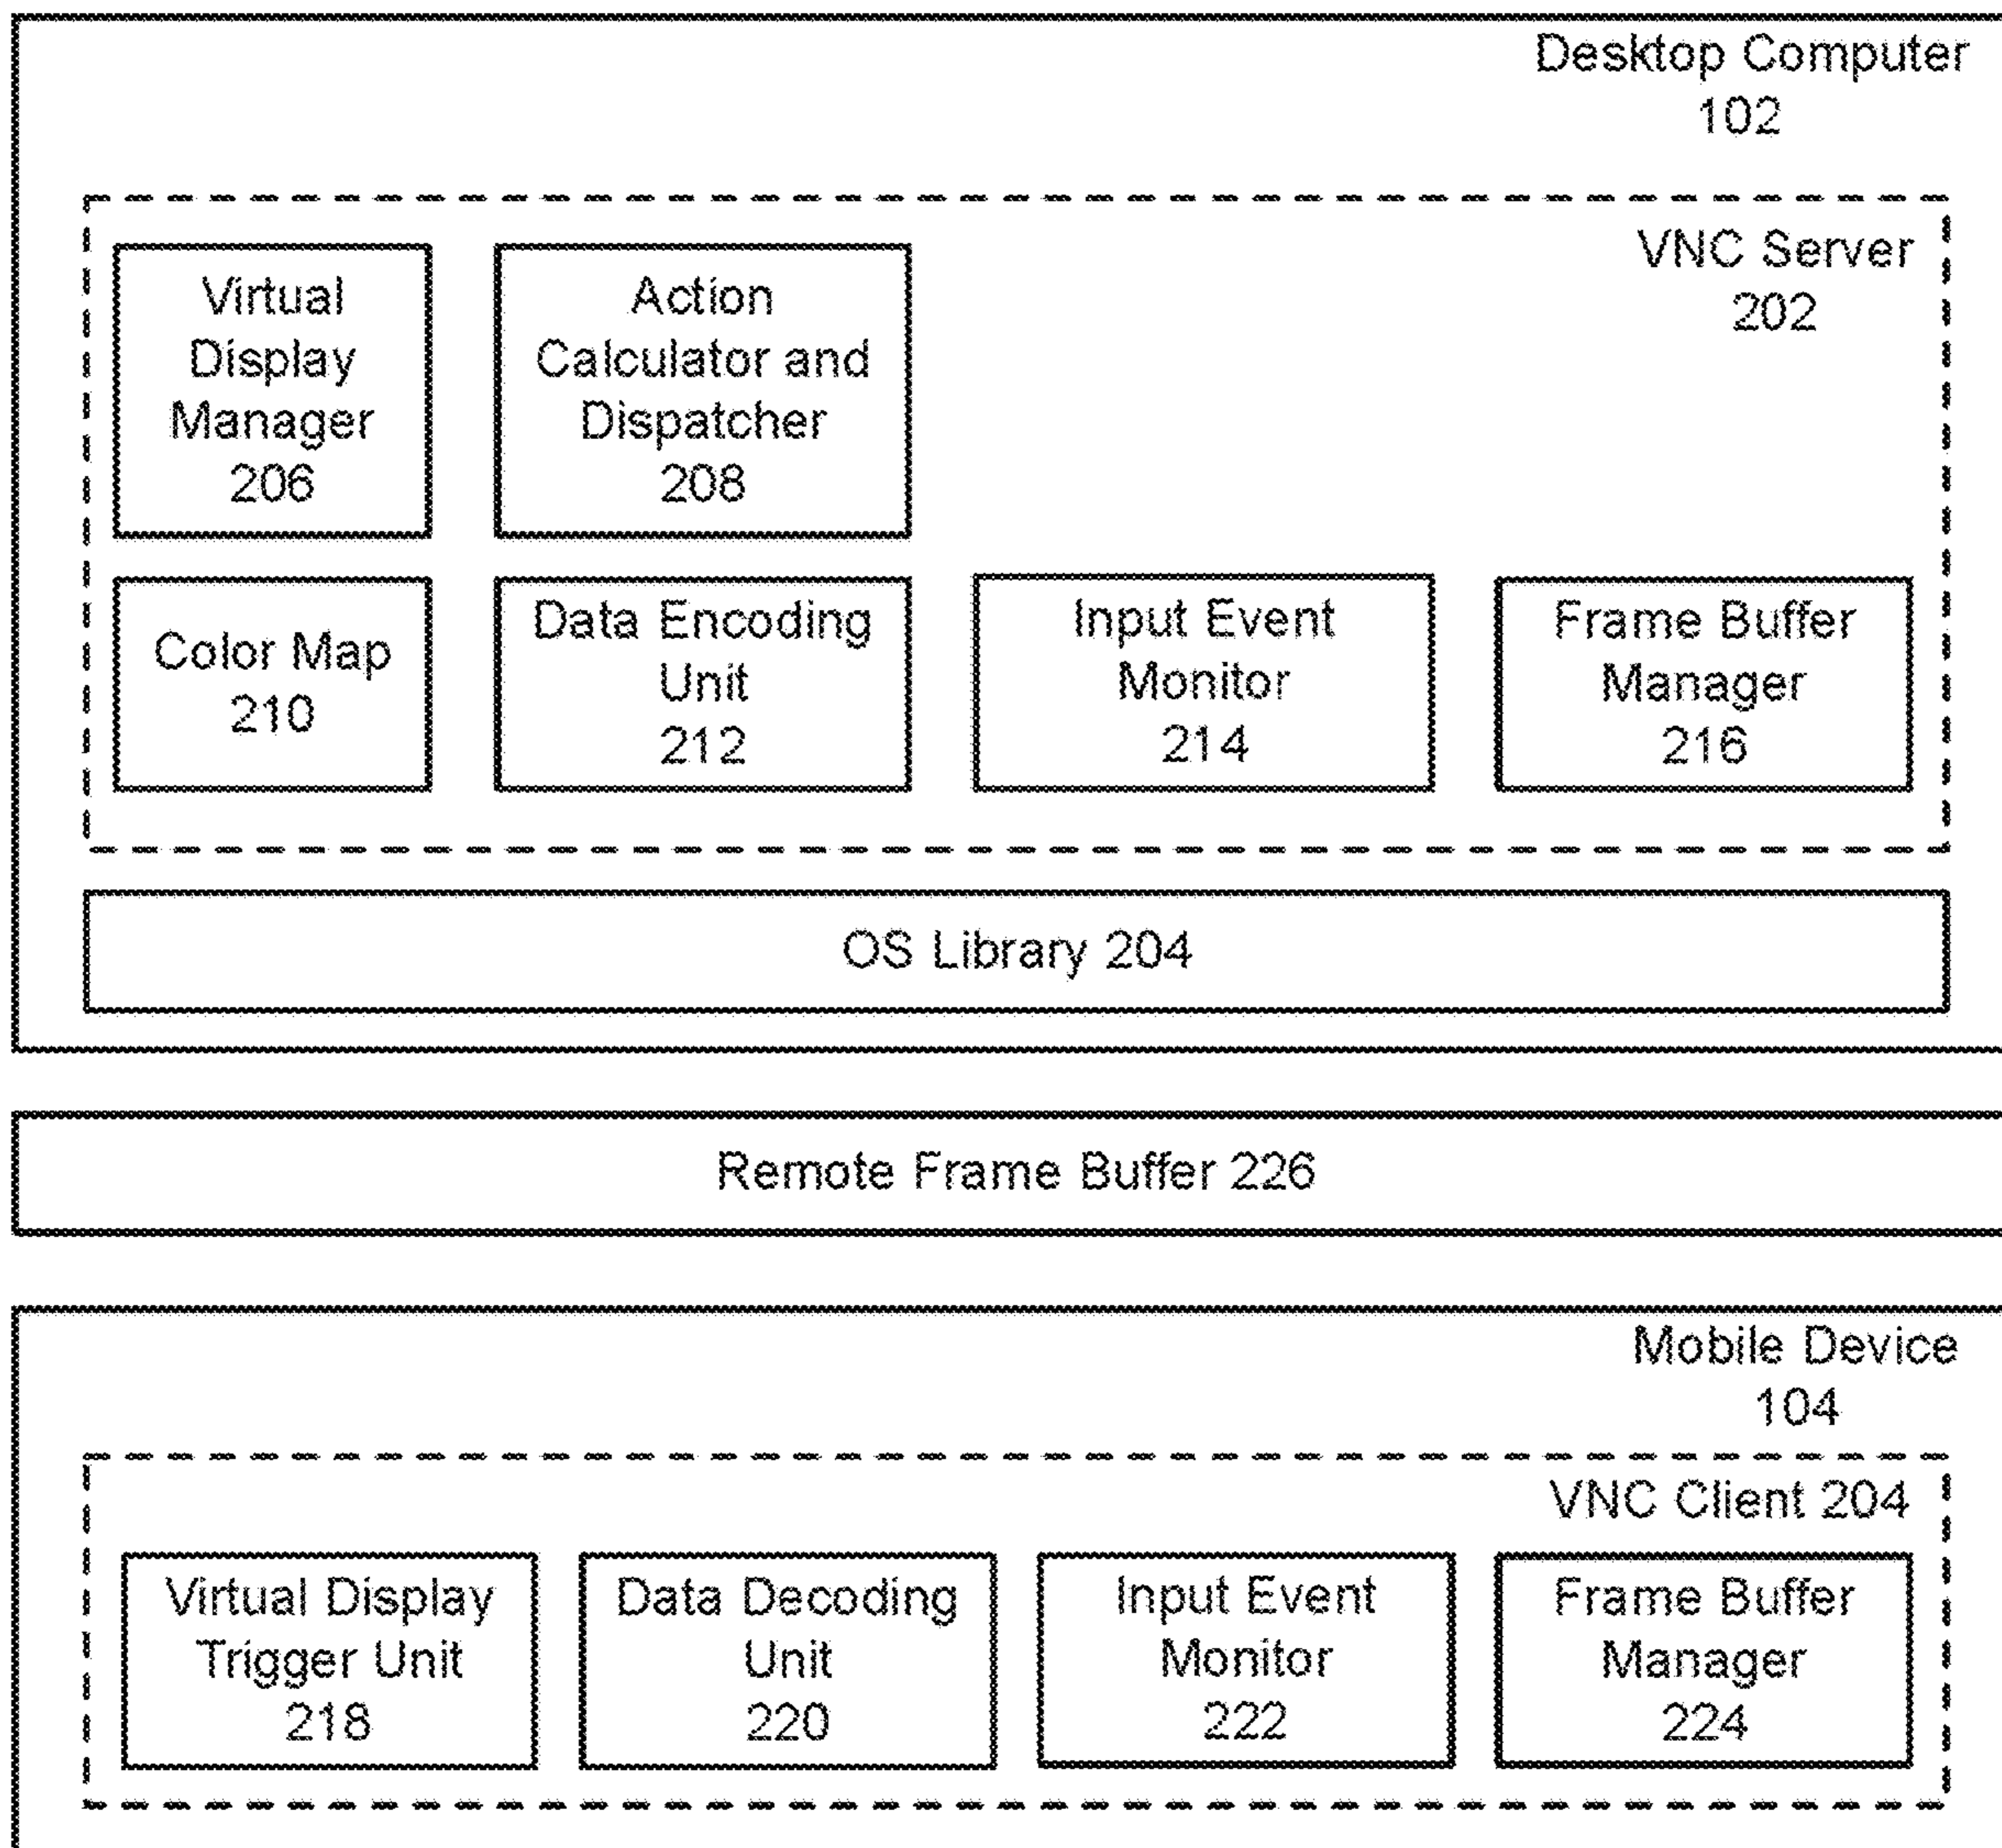 Desktop Computer
102
VNC Server
202
Virtual
Display
Manager
206
Action
Calculator and
Dispatcher
208
Color Map
210
Data Encoding
Unit
212
Input Event
Monitor
214
Frame Buffer
Manager
216
OS Library 204
Remote Frame Buffer 226
Mobile Device
104
VNC Client 204
Virtual Display
Trigger Unit
218
Data Decoding
Unit
220
Input Event
Monitor
222
Frame Buffer
Manager
224